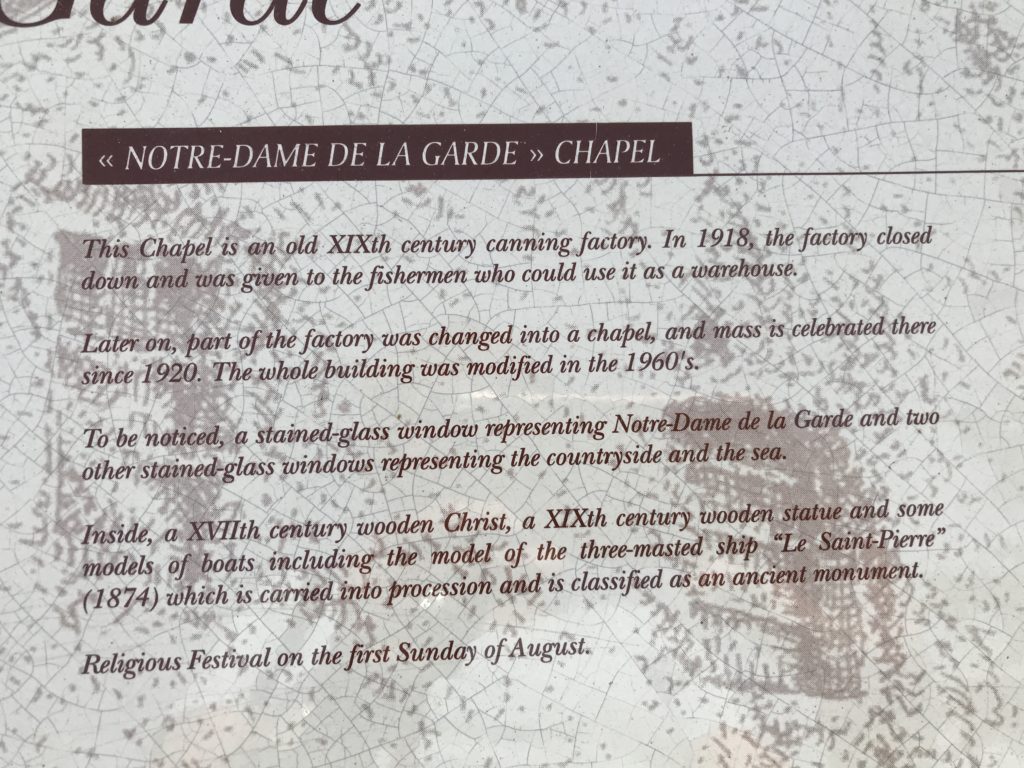 Garde
« NOTRE-DAME DE LA GARDE » CHAPEL
This Chapel is an old XIXth century canning factory. In 1918, the factory closed
down and was given to the fishermen who could use it as a warehouse.
Later on, part of the factory was changed into a chapel, and mass is celebrated there
since 1920. The whole building was modified in the 1960's.
To be noticed, a stained-glass window representing Notre-Dame de la Garde and two
other stained-glass windows representing the countryside and the sea.
Inside, a XVIIth century wooden Christ, a XIXth century wooden statue and some
models of boats including the model of the three-masted ship “Le Saint-Pierre”
(1874) which is carried into procession and is classified as an ancient monument.
Religious Festival on the first Sunday of August.